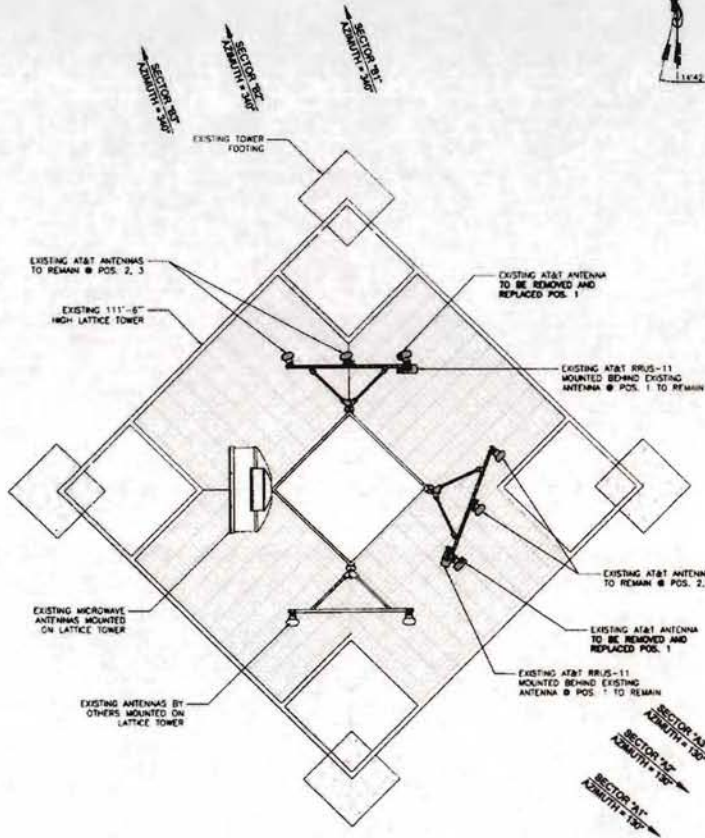 SECTOR "B3"
AZIMUTH = 340°
SECTOR "B2"
AZIMUTH = 340°
SECTOR "B1"
AZIMUTH = 340°
14°42'
EXISTING TOWER
FOOTING
EXISTING AT&T ANTENNAS
TO REMAIN @ POS. 2, 3
EXISTING 111'-6"
HIGH LATTICE TOWER
EXISTING AT&T ANTENNA
TO BE REMOVED AND
REPLACED POS. 1
EXISTING AT&T RRUS-11
MOUNTED BEHIND EXISTING
ANTENNA @ POS. 1 TO REMAIN
EXISTING AT&T ANTENN
TO REMAIN @ POS. 2,
EXISTING MICROWAVE
ANTENNAS MOUNTED
ON LATTICE TOWER
EXISTING AT&T ANTENNA
TO BE REMOVED AND
REPLACED POS. 1
EXISTING AT&T RRUS-11
MOUNTED BEHIND EXISTING
ANTENNA @ POS. 1 TO REMAIN
EXISTING ANTENNAS BY
OTHERS MOUNTED ON
LATTICE TOWER
SECTOR "A3"
AZIMUTH = 130°
SECTOR "A2"
AZIMUTH = 130°
SECTOR "A1"
AZIMUTH = 130°